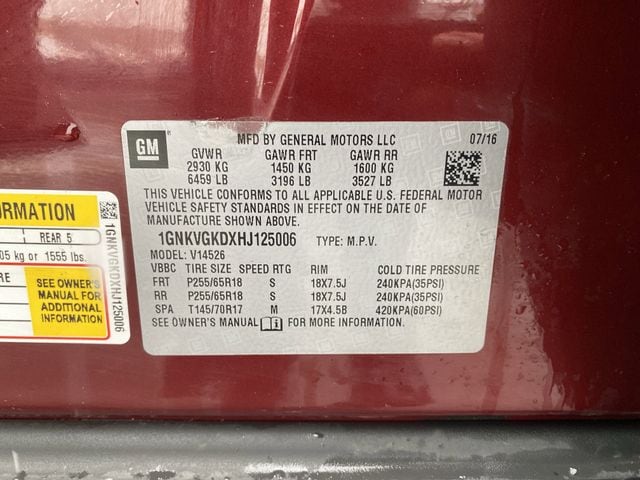 GM
MFD BY GENERAL MOTORS LLC 07/16
GVWR GAWR FRT GAWR RR
2930 KG 1450 KG 1600 KG
6459 LB 3196 LB 3527 LB
THIS VEHICLE CONFORMS TO ALL APPLICABLE U.S. FEDERAL MOTOR
VEHICLE SAFETY STANDARDS IN EFFECT ON THE DATE OF
MANUFACTURE SHOWN ABOVE.
1GNKVGKDXHJ125006 TYPE: M.P.V.
MODEL: V14526
VBBC TIRE SIZE SPEED RTG RIM COLD TIRE PRESSURE
FRT P255/65R18 S 18X7.5J 240KPA(35PSI)
RR P255/65R18 S 18X7.5J 240KPA(35PSI)
SPA T145/70R17 M 17X4.5B 420KPA(60PSI)
SEE OWNER'S MANUAL FOR MORE INFORMATION.
ORMATION
REAR 5
05 kg or 1555 lbs.
RE
SEE OWNER'S
MANUAL FOR
ADDITIONAL
INFORMATION
1GNKVGKDXHJ125006